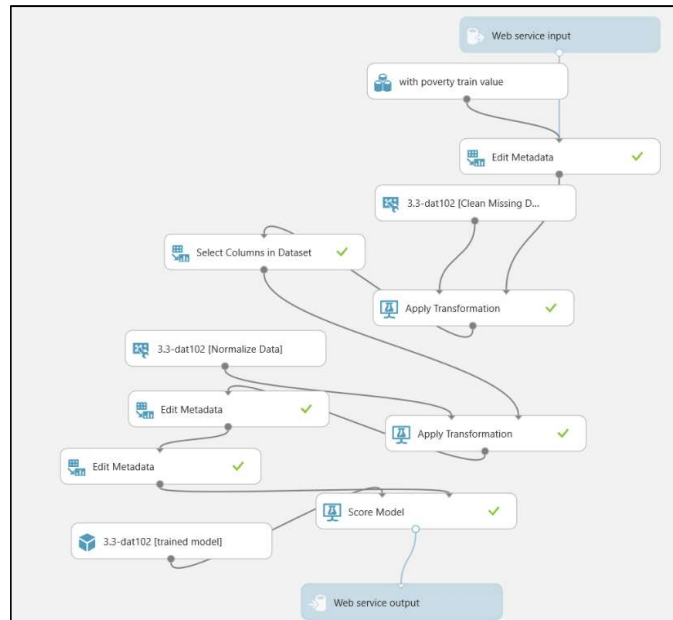 Web service input
with poverty train value
Edit Metadata
3.3-dat102 [Clean Missing D...
Select Columns in Dataset
Apply Transformation
3.3-dat102 [Normalize Data]
Edit Metadata
Apply Transformation
Edit Metadata
Score Model
3.3-dat102 [trained model]
Web service output